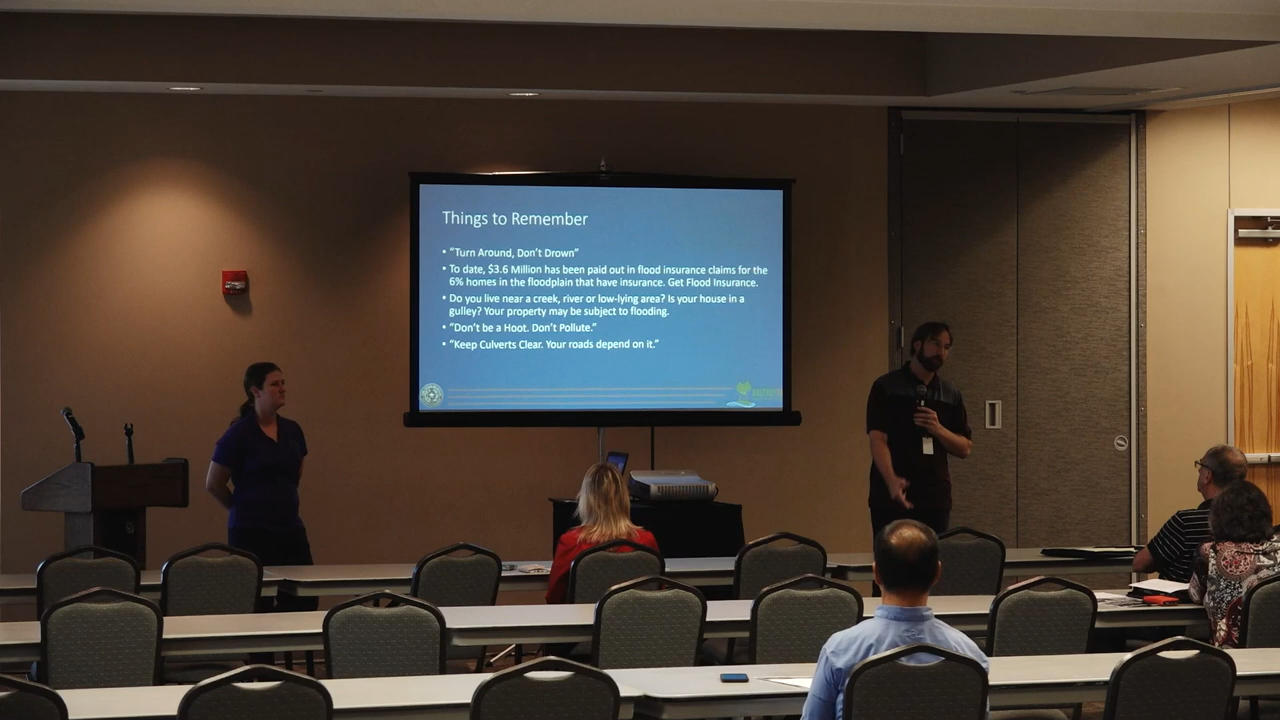 Things to Remember
• “Turn Around, Don't Drown”
• To date, $3.6 Million has been paid out in flood insurance claims for the
6% homes in the floodplain that have insurance. Get Flood Insurance.
• Do you live near a creek, river or low-lying area? Is your house in a
gulley? Your property may be subject to flooding.
• “Don't be a Hoot. Don't Pollute.”
• “Keep Culverts Clear. Your roads depend on it.”